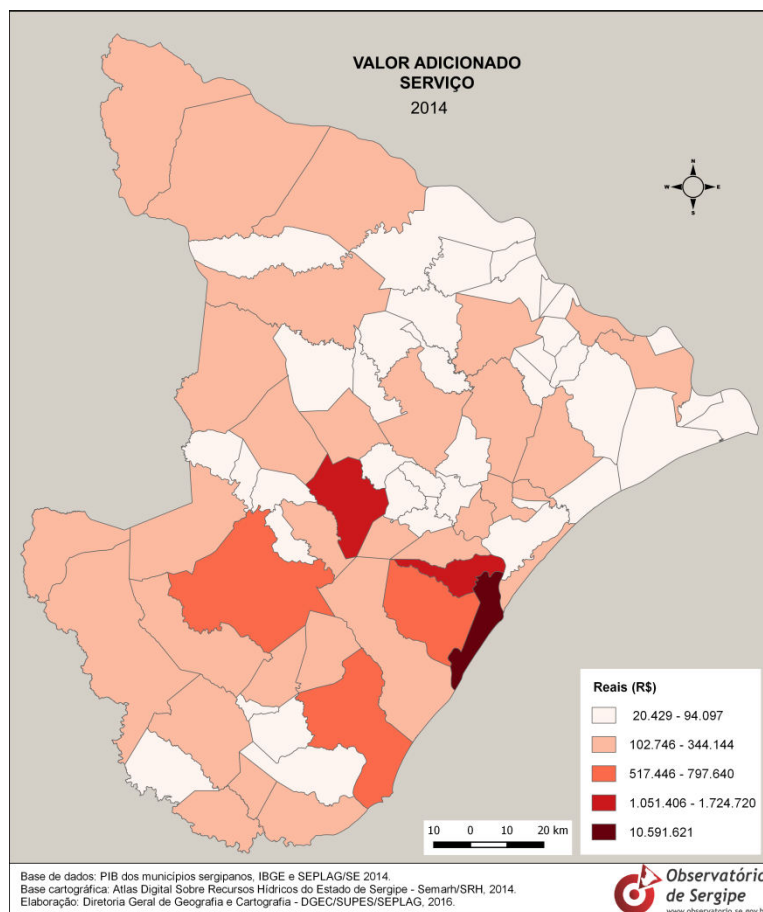 VALOR ADICIONADO
SERVIÇO
2014
N
W
E
S
Reais (R$)
20.429 - 94.097
102.746 - 344.144
517.446 - 797.640
1.051.406 - 1.724.720
10.591.621
10 0 10 20 km
Base de dados: PIB dos municípios sergipanos, IBGE e SEPLAG/SE 2014.
Base cartográfica: Atlas Digital Sobre Recursos Hídricos do Estado de Sergipe - Semarh/SRH, 2014.
Elaboração: Diretoria Geral de Geografia e Cartografia - DGEC/SUPES/SEPLAG, 2016.
Observatório
de Sergipe